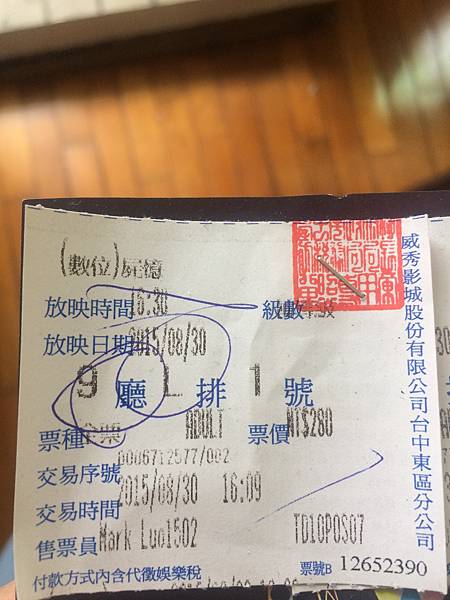 (數位)屍憶
放映時間 16:30 級數
放映日期 2015/08/30
9 廳 L 排 1 號
票種 全票 ADULT 票價 NT$280
交易序號 0006712577/002
交易時間 2015/08/30 16:09
售票員 Mark Luo1502 TD10POS07
付款方式內含代徵娛樂稅 票號B 12652390
威秀影城股份有限公司台中東區分公司